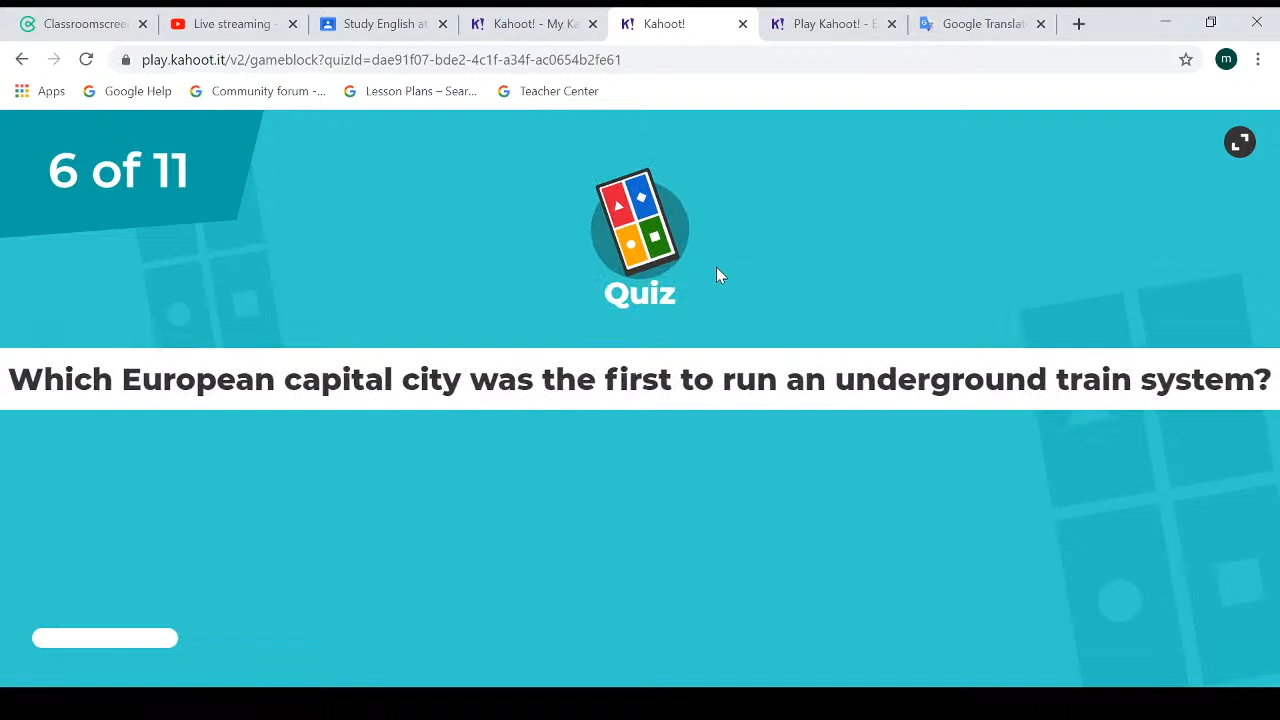 Classroomscree
Live streaming -
Study English at
K! Kahoot! - My Ka
K! Kahoot!
K! Play Kahoot! - E
Google Translat
play.kahoot.it/v2/gameblock?quizId=dae91f07-bde2-4c1f-a34f-ac0654b2fe61
m
Apps
Google Help
Community forum -...
Lesson Plans – Sear...
Teacher Center
6 of 11
Quiz
Which European capital city was the first to run an underground train system?